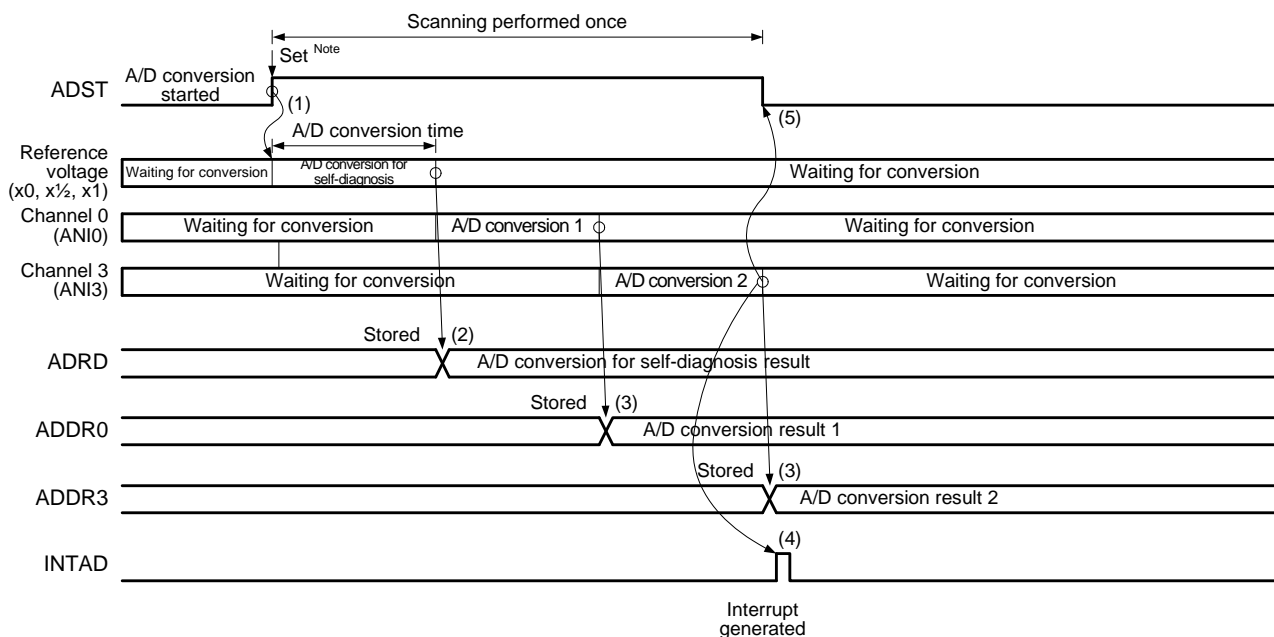 Scanning performed once
Set Note
ADST
A/D conversion
started
(1)
(5)
A/D conversion time
Reference
voltage
(x0, x½, x1)
Waiting for conversion
A/D conversion for
self-diagnosis
Waiting for conversion
Channel 0
(ANI0)
Waiting for conversion
A/D conversion 1
Waiting for conversion
Channel 3
(ANI3)
Waiting for conversion
A/D conversion 2
Waiting for conversion
Stored
(2)
ADRD
A/D conversion for self-diagnosis result
Stored
(3)
ADDR0
A/D conversion result 1
Stored
(3)
ADDR3
A/D conversion result 2
(4)
INTAD
Interrupt
generated